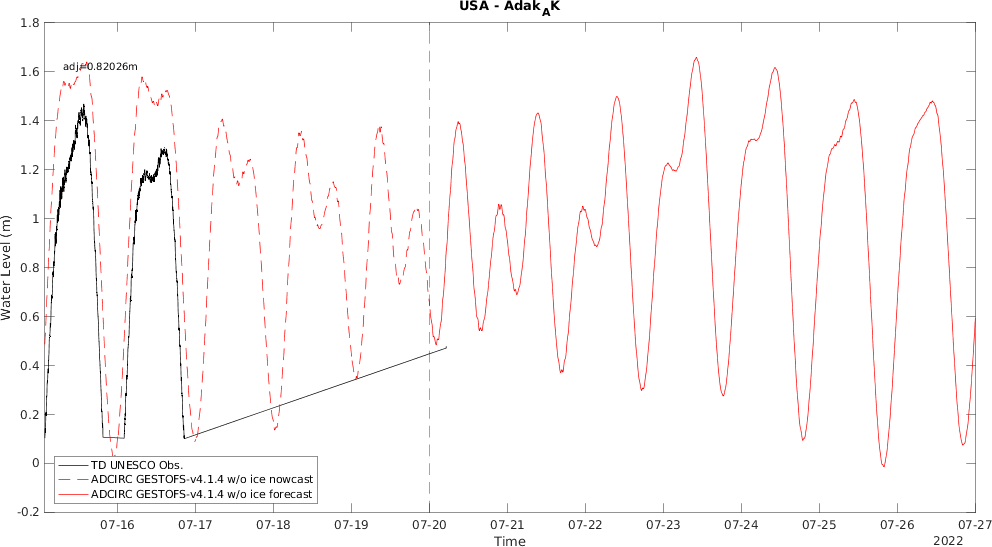 USA - Adak_AK
1.8
1.6
1.4
1.2
1
0.8
0.6
0.4
0.2
0
-0.2
Water Level (m)
adj=0.82026m
TD UNESCO Obs.
ADCIRC GESTOFS-v4.1.4 w/o ice nowcast
ADCIRC GESTOFS-v4.1.4 w/o ice forecast
07-16 07-17 07-18 07-19 07-20 07-21 07-22 07-23 07-24 07-25 07-26 07-27
Time
2022